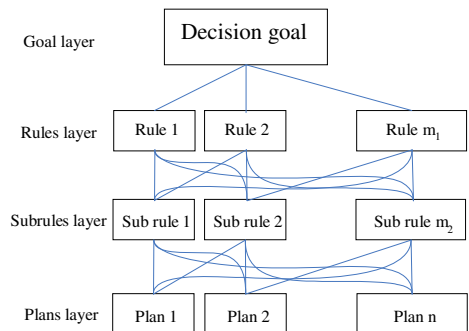 Goal layer
Decision goal
Rules layer
Rule 1
Rule 2
Rule m₁
Subrules layer
Sub rule 1
Sub rule 2
Sub rule m₂
Plans layer
Plan 1
Plan 2
Plan n